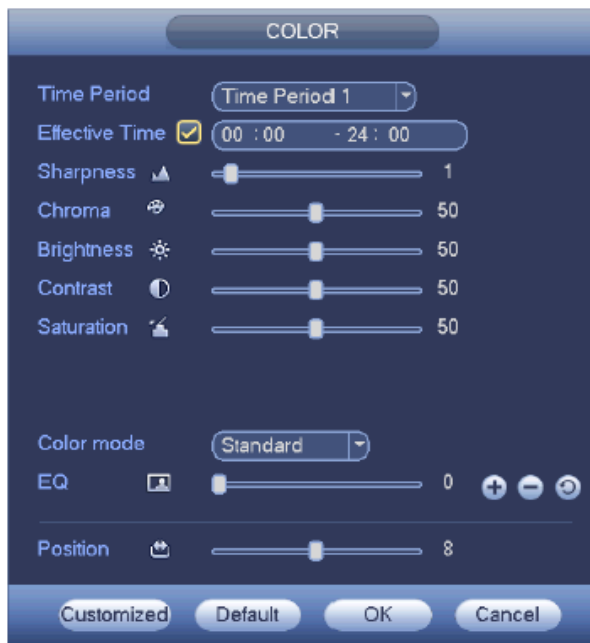 COLOR
Time Period Time Period 1
Effective Time 00 : 00 - 24 : 00
Sharpness 1
Chroma 50
Brightness 50
Contrast 50
Saturation 50
Color mode Standard
EQ 0
Position 8
Customized Default OK Cancel